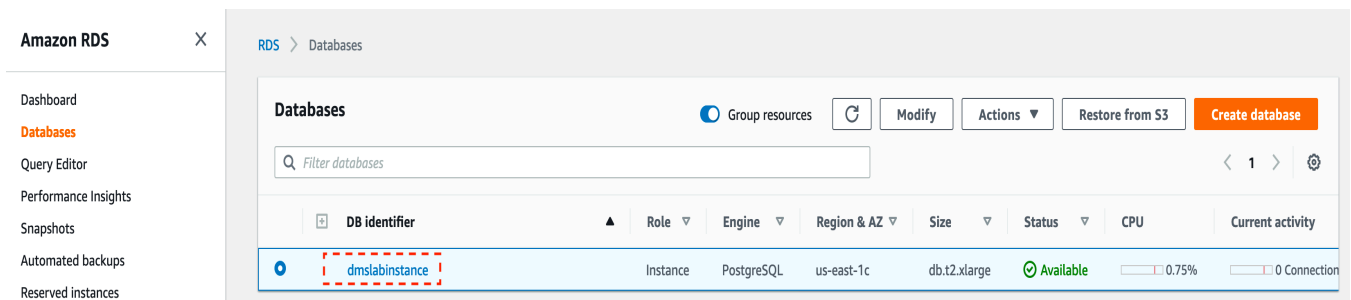 Amazon RDS
Dashboard
Databases
Query Editor
Performance Insights
Snapshots
Automated backups
Reserved instances
RDS > Databases
Databases
Group resources Modify Actions Restore from S3 Create database
Filter databases
1
DB identifier Role Engine Region & AZ Size Status CPU Current activity
dmslabinstance Instance PostgreSQL us-east-1c db.t2.xlarge Available 0.75% 0 Connection